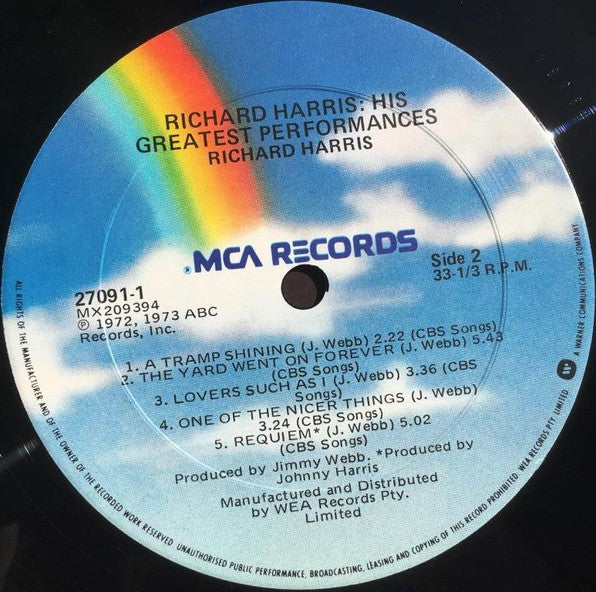 RICHARD HARRIS: HIS
GREATEST PERFORMANCES
RICHARD HARRIS
® MCA RECORDS
27091-1
MX209394
℗ 1972, 1973 ABC
Records, Inc.
Side 2
33-1/3 R.P.M.
1. A TRAMP SHINING (J. Webb) 2.22 (CBS Songs)
2. THE YARD WENT ON FOREVER (J. Webb) 5.43
(CBS Songs)
3. LOVERS SUCH AS I (J. Webb) 3.36 (CBS
Songs)
4. ONE OF THE NICER THINGS (J. Webb)
3.24 (CBS Songs)
5. REQUIEM* (J. Webb) 5.02
(CBS Songs)
Produced by Jimmy Webb. *Produced by
Johnny Harris
Manufactured and Distributed
by WEA Records Pty.
Limited
ALL RIGHTS OF THE MANUFACTURER AND OF THE OWNER OF THE RECORDED WORK RESERVED. UNAUTHORISED PUBLIC PERFORMANCE, BROADCASTING, LEASING AND COPYING OF THIS RECORD PROHIBITED. WEA RECORDS PTY. LIMITED
A WARNER COMMUNICATIONS COMPANY.